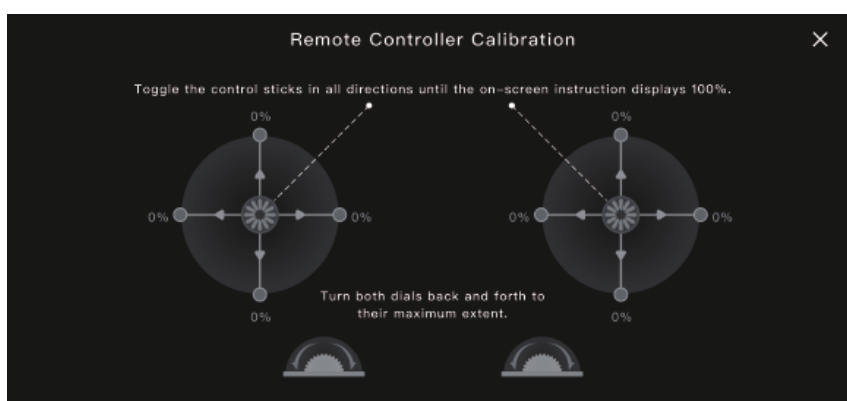 Remote Controller Calibration
Toggle the control sticks in all directions until the on-screen instruction displays 100%.
0%
0%
0%
0%
0%
0%
Turn both dials back and forth to
their maximum extent.
0%
0%